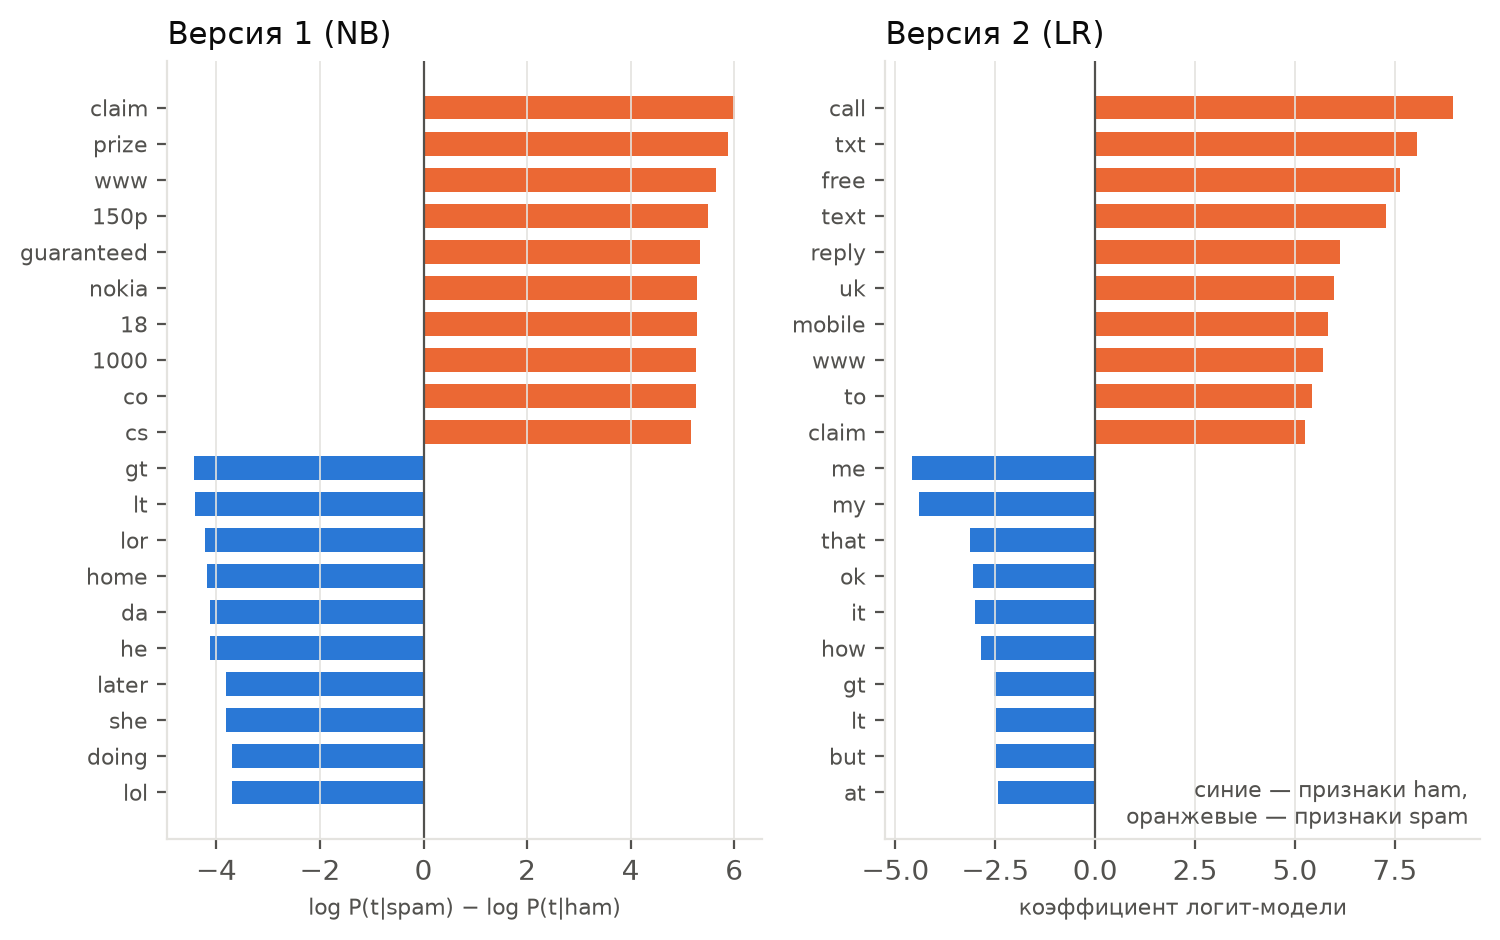 Версия 1 (NB)
claim
prize
www
150p
guaranteed
nokia
18
1000
co
cs
gt
lt
lor
home
da
he
later
she
doing
lol
−4 −2 0 2 4 6
log P(t|spam) − log P(t|ham)
Версия 2 (LR)
call
txt
free
text
reply
uk
mobile
www
to
claim
me
my
that
ok
it
how
gt
lt
but
at
синие — признаки ham,
оранжевые — признаки spam
−5.0 −2.5 0.0 2.5 5.0 7.5
коэффициент логит-модели